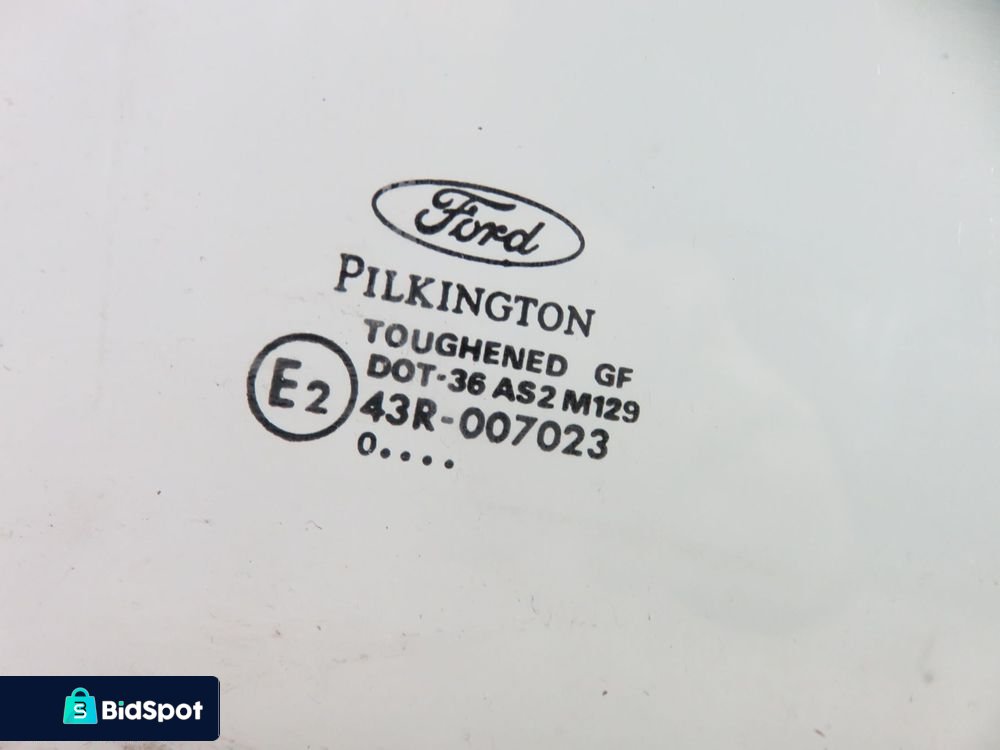 Ford
PILKINGTON
TOUGHENED GF
DOT-36 AS2 M129
E2
43R-007023
0....
BidSpot